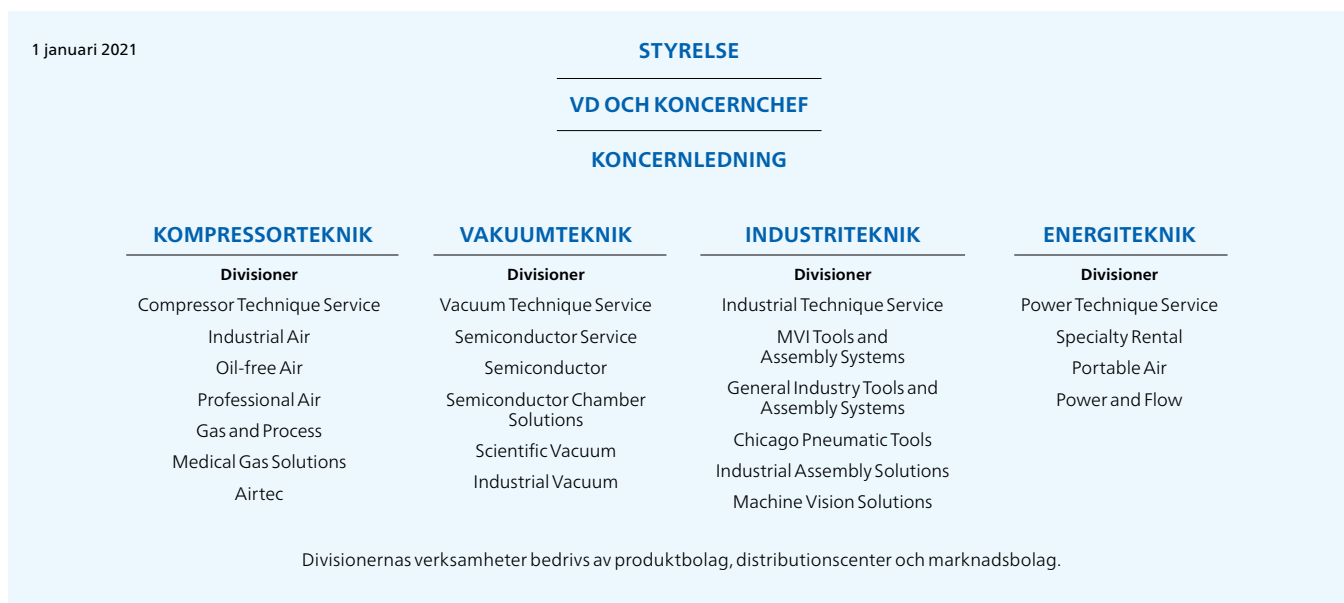 1 januari 2021
STYRELSE
VD OCH KONCERNCHEF
KONCERNLEDNING
KOMPRESSORTEKNIK
Divisioner
Compressor Technique Service
Industrial Air
Oil-free Air
Professional Air
Gas and Process
Medical Gas Solutions
Airtec
VAKUUMTEKNIK
Divisioner
Vacuum Technique Service
Semiconductor Service
Semiconductor
Semiconductor Chamber
Solutions
Scientific Vacuum
Industrial Vacuum
INDUSTRITEKNIK
Divisioner
Industrial Technique Service
MVI Tools and
Assembly Systems
General Industry Tools and
Assembly Systems
Chicago Pneumatic Tools
Industrial Assembly Solutions
Machine Vision Solutions
ENERGITEKNIK
Divisioner
Power Technique Service
Specialty Rental
Portable Air
Power and Flow
Divisionernas verksamheter bedrivs av produktbolag, distributionscenter och marknadsbolag.